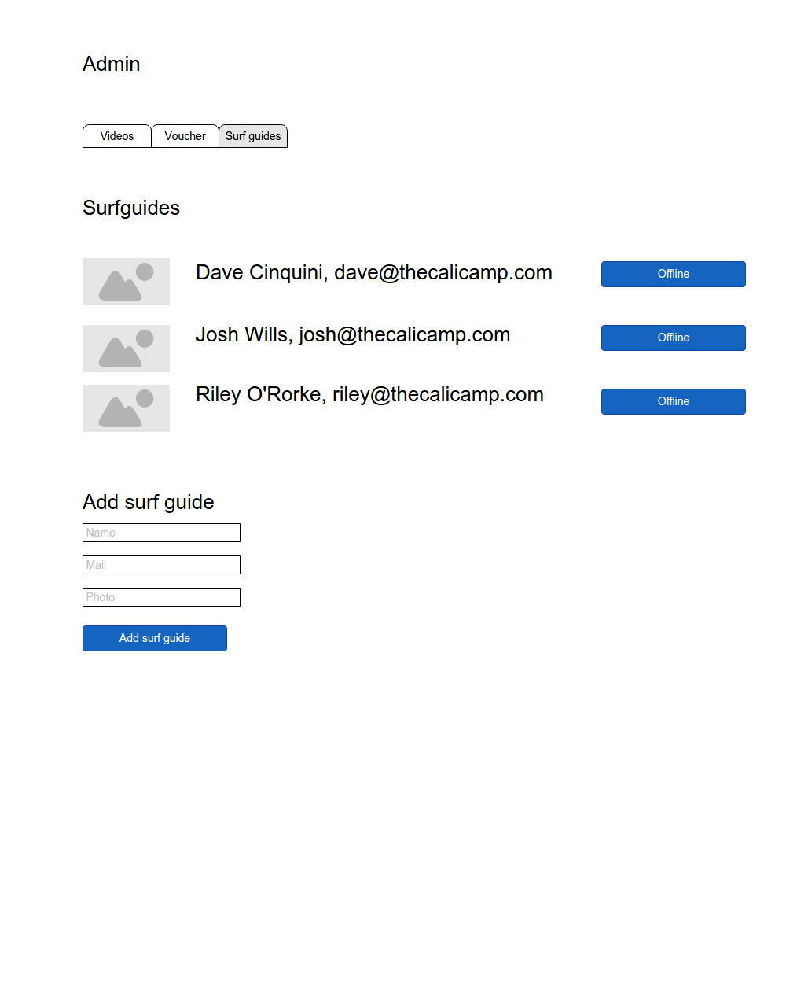 Admin
Videos Voucher Surf guides
Surfguides
Dave Cinquini, dave@thecalicamp.com Offline
Josh Wills, josh@thecalicamp.com Offline
Riley O'Rorke, riley@thecalicamp.com Offline
Add surf guide
Name
Mail
Photo
Add surf guide